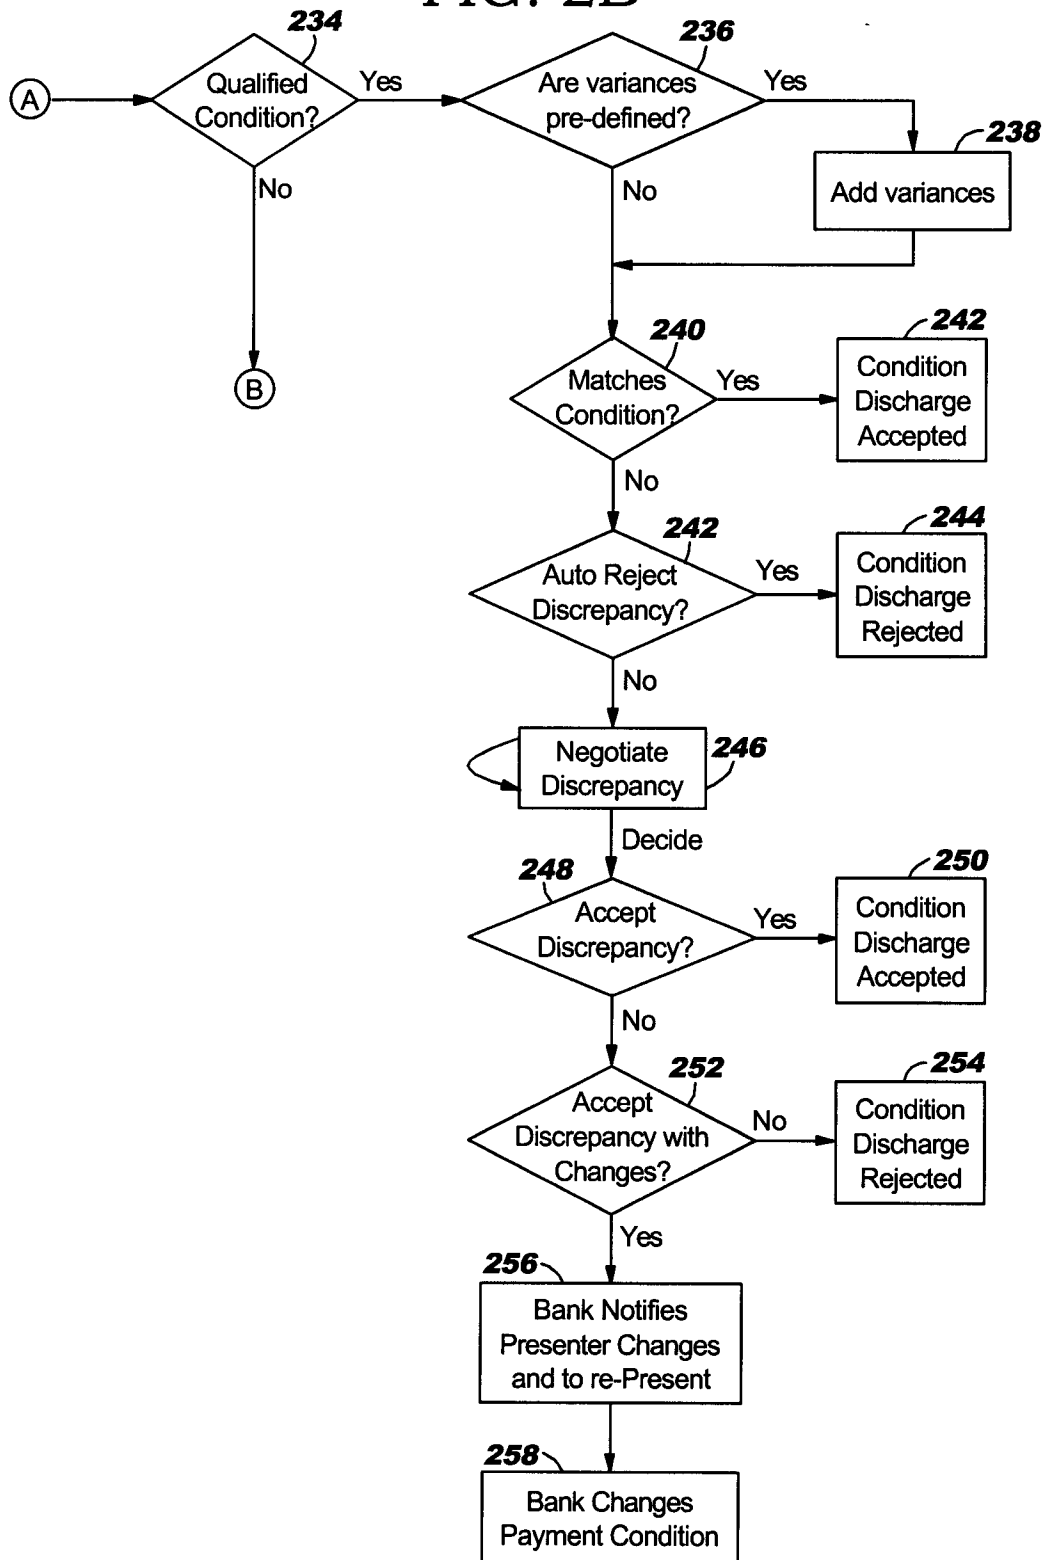 FIG. 2B
234
236
A
Qualified
Condition?
Yes
Are variances
pre-defined?
Yes
238
Add variances
No
No
B
240
Matches
Condition?
Yes
242
Condition
Discharge
Accepted
No
242
Auto Reject
Discrepancy?
Yes
244
Condition
Discharge
Rejected
No
Negotiate
Discrepancy
246
Decide
248
Accept
Discrepancy?
Yes
250
Condition
Discharge
Accepted
No
252
Accept
Discrepancy with
Changes?
No
254
Condition
Discharge
Rejected
Yes
256
Bank Notifies
Presenter Changes
and to re-Present
258
Bank Changes
Payment Condition